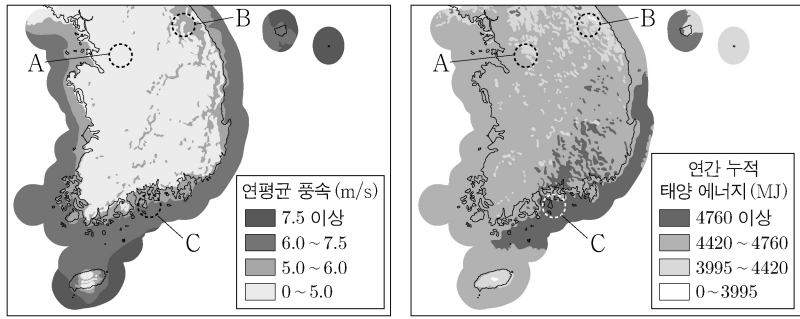 A
B
C
연평균 풍속(m/s)
7.5 이상
6.0~7.5
5.0~6.0
0~5.0
A
B
C
연간 누적
태양 에너지(MJ)
4760 이상
4420~4760
3995~4420
0~3995